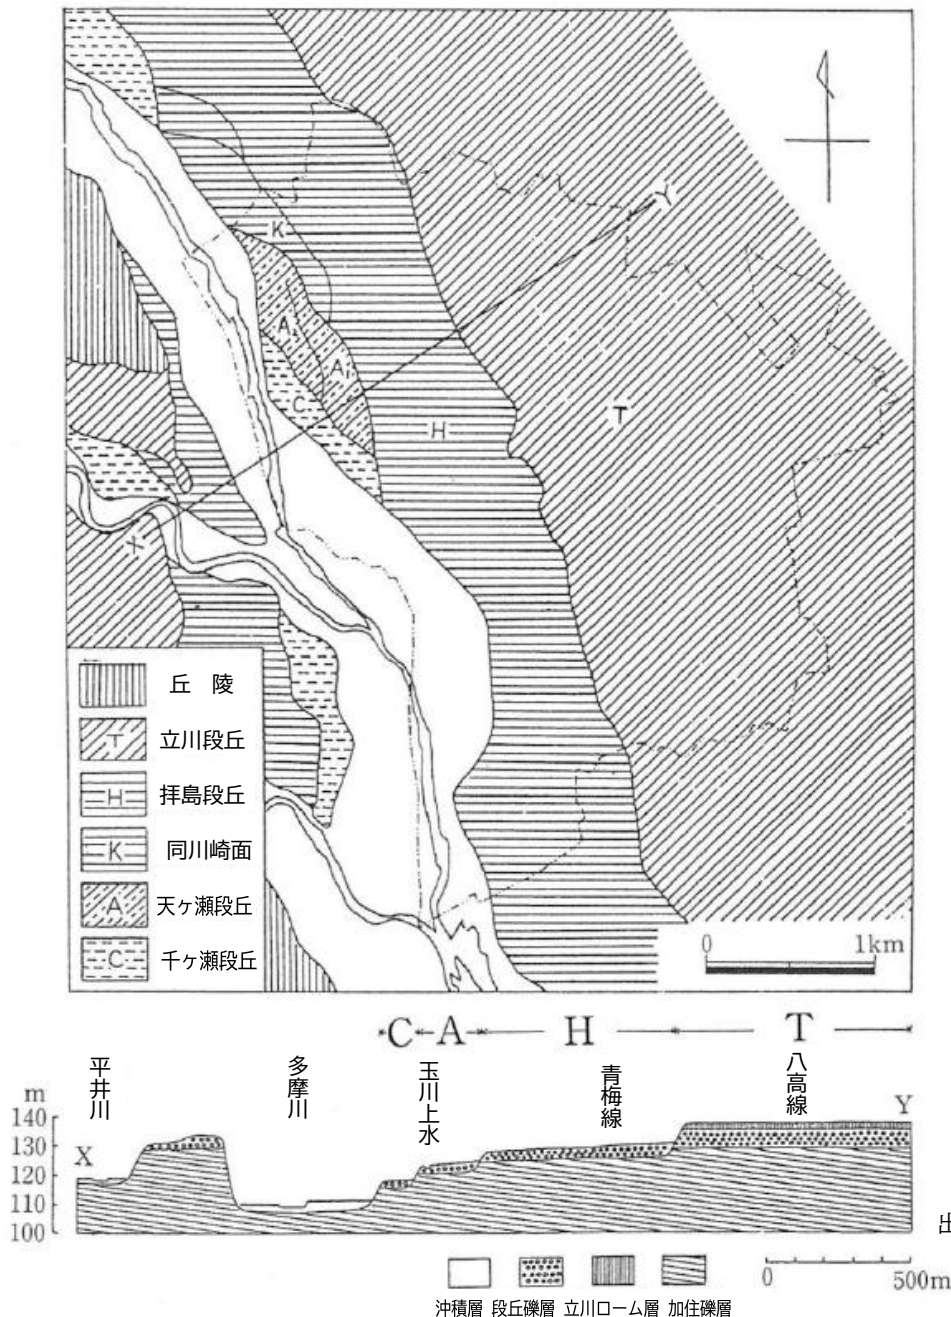 K
Y
A₂
A₁
C
H
T
X
丘 陵
T 立川段丘
H 拝島段丘
K 同川崎面
A 天ヶ瀬段丘
C 千ヶ瀬段丘
0 1km
C A H T
平井川
多摩川
玉川上水
青梅線
八高線
m
140
130
120
110
100
X
Y
出
沖積層 段丘礫層 立川ローム層 加住礫層
0 500m